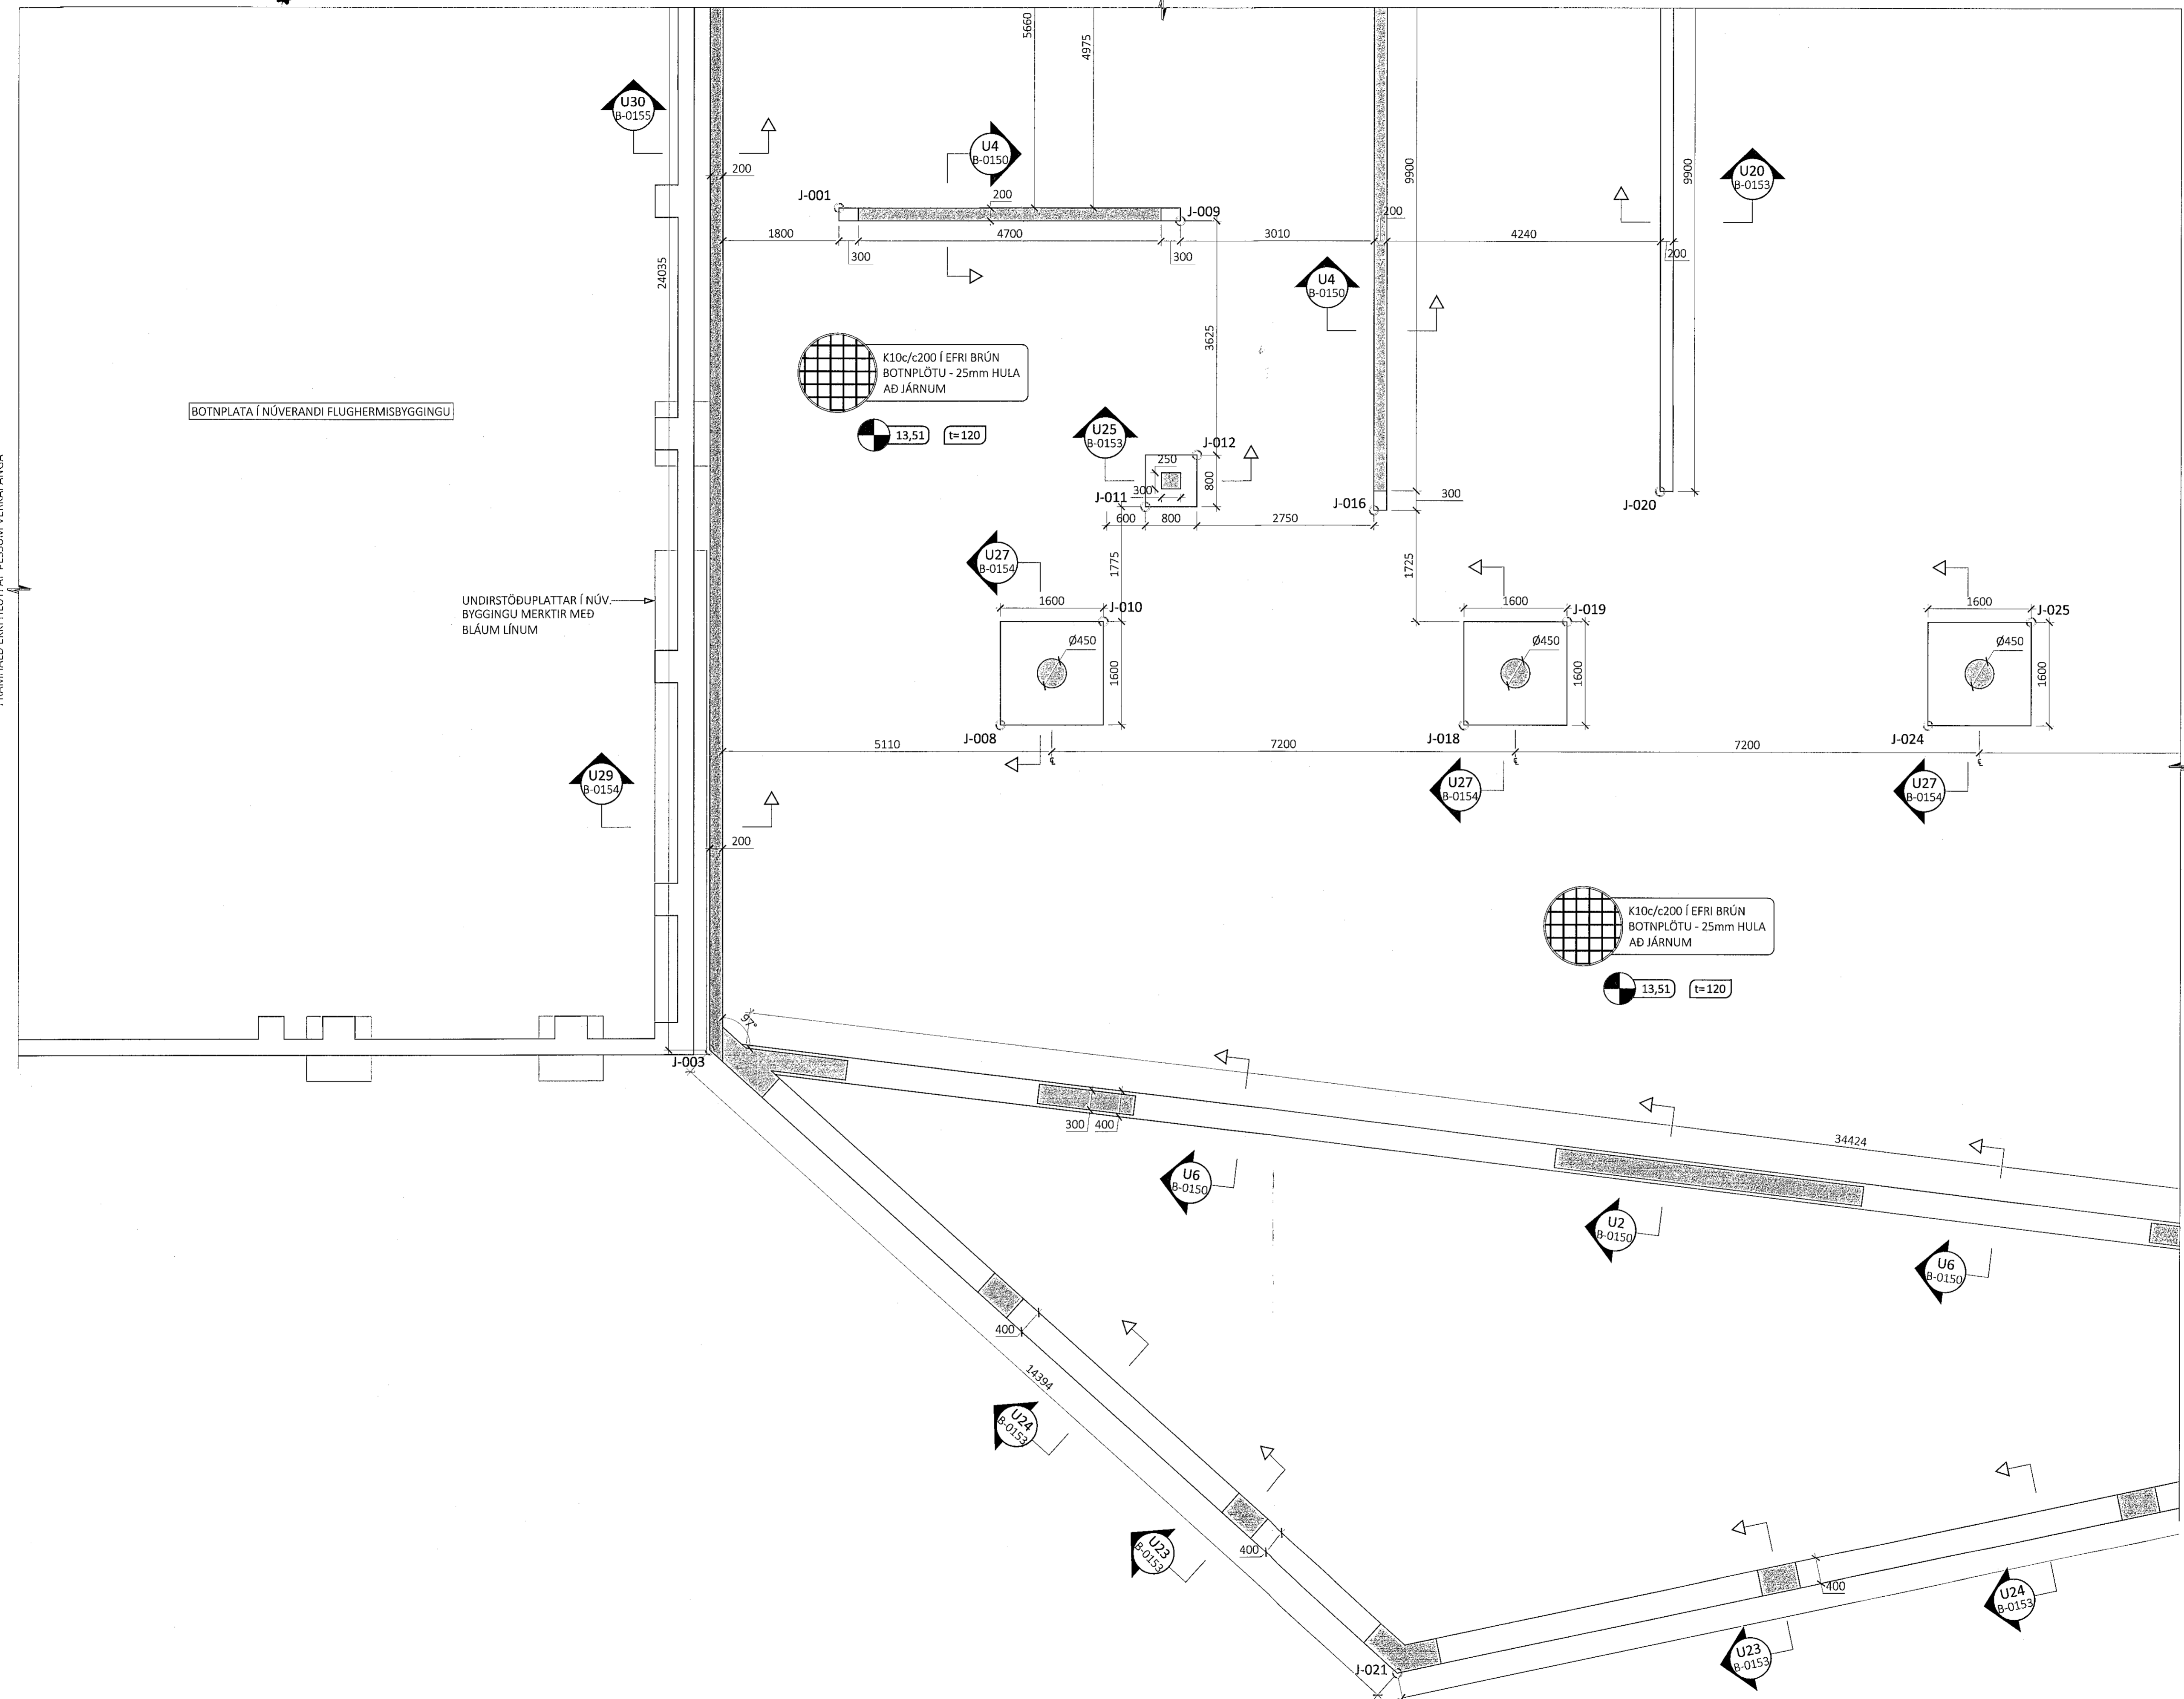 5660
4975
U30
B-0155
U4
B-0150
9900
9900
U20
B-0153
200
J-001
200
J-009
200
1800
4700
3010
4240
300
300
200
24035
U4
B-0150
3625
K10c/c200 Í EFRI BRÚN
BOTNPLÖTU - 25mm HULA
AÐ JÁRNUM
BOTNPLATA Í NÚVERANDI FLUGHERMISBYGGINGU
13,51
t=120
U25
B-0153
J-012
250
800
J-011
300
J-016
300
J-020
600
800
2750
U27
B-0154
1775
1725
UNDIRSTÖÐUPLATTAR Í NÚV.
BYGGINGU MERKTIR MEÐ
BLÁUM LÍNUM
1600
J-010
1600
J-019
1600
J-025
Ø450
Ø450
Ø450
1600
1600
1600
J-008
J-018
J-024
5110
7200
7200
U29
B-0154
U27
B-0154
U27
B-0154
200
K10c/c200 Í EFRI BRÚN
BOTNPLÖTU - 25mm HULA
AÐ JÁRNUM
13,51
t=120
97°
J-003
300
400
34424
U6
B-0150
U2
B-0150
U6
B-0150
400
14394
U24
B-0153
U23
B-0153
400
400
U24
B-0153
U23
B-0153
J-021